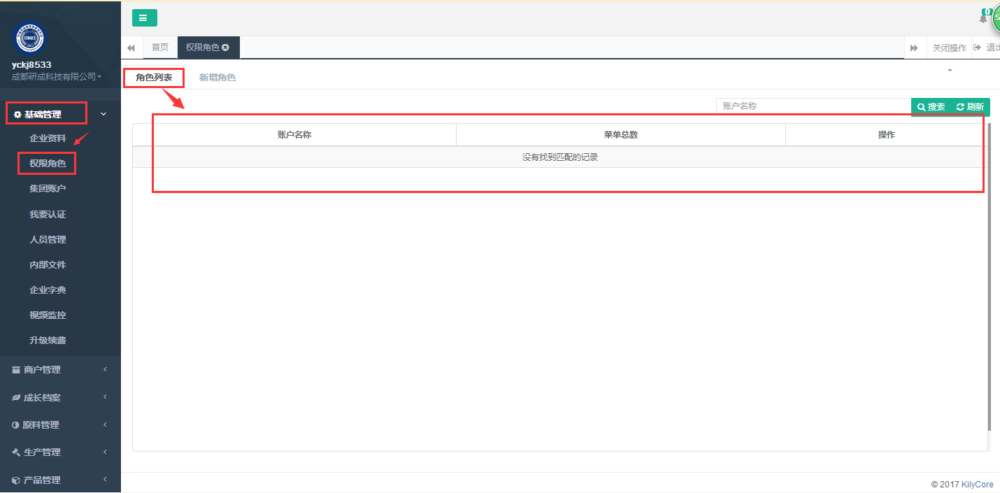 0
5
首页
权限角色
关闭操作
退出
CFDACX
yckj8533
成都研成科技有限公司
角色列表
新增角色
账户名称
搜索
刷新
基础管理
企业资料
权限角色
集团账户
我要认证
人员管理
内部文件
企业字典
视频监控
升级续费
商户管理
成长档案
原料管理
生产管理
产品管理
账户名称 菜单总数 操作
没有找到匹配的记录
© 2017 KilyCore